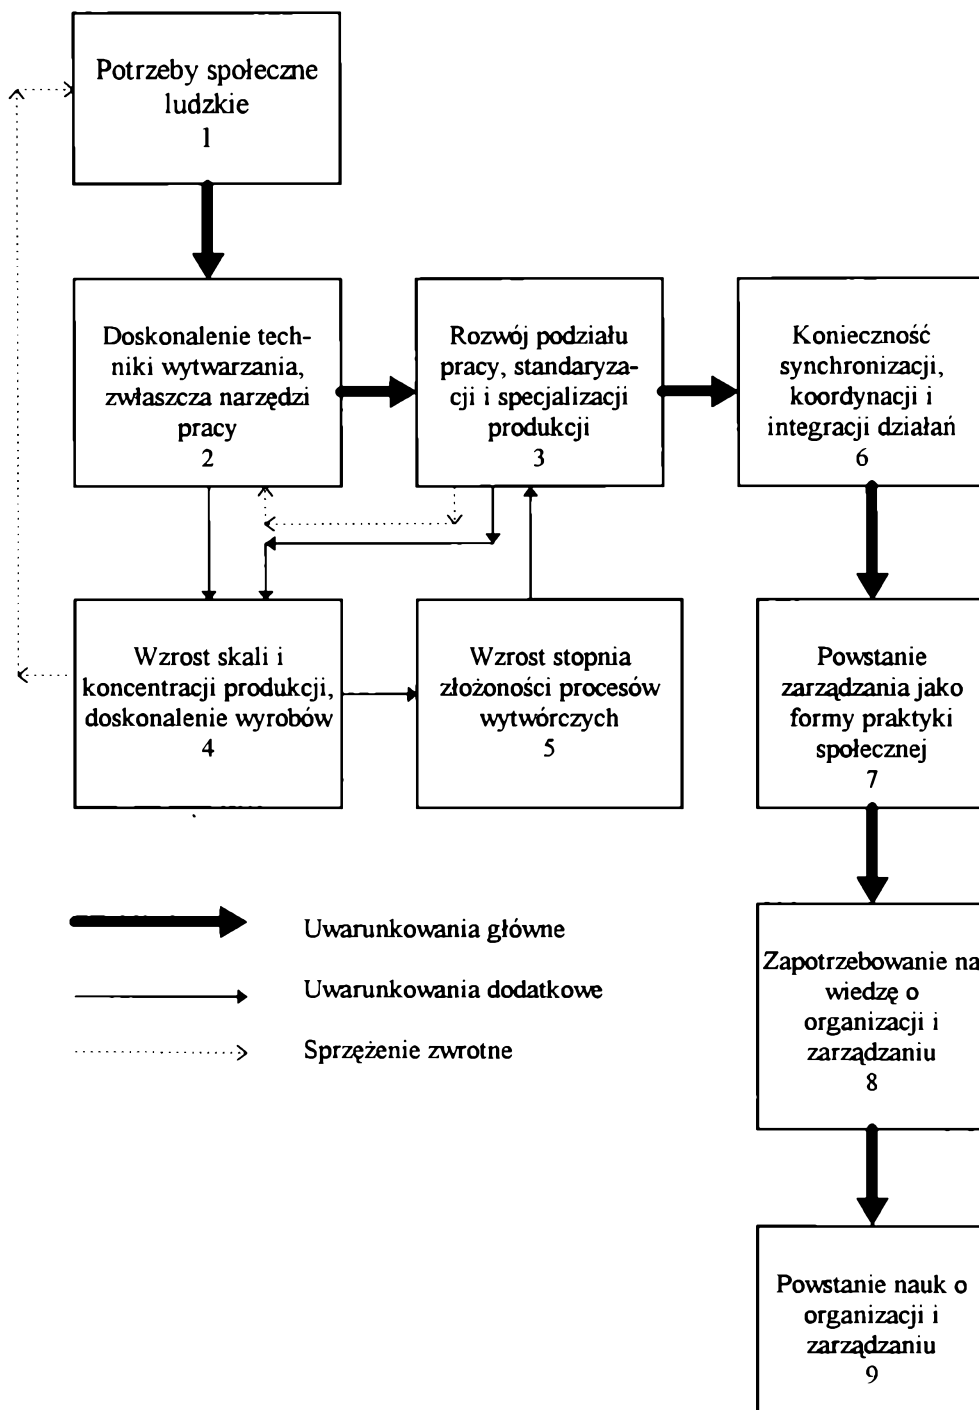 Potrzeby społeczne
ludzkie
1
Doskonalenie tech-
niki wytwarzania,
zwłaszcza narzędzi
pracy
2
Rozwój podziału
pracy, standaryza-
cji i specjalizacji
produkcji
3
Konieczność
synchronizacji,
koordynacji i
integracji działań
6
Wzrost skali i
koncentracji produkcji,
doskonalenie wyrobów
4
Wzrost stopnia
złożoności procesów
wytwórczych
5
Powstanie
zarządzania jako
formy praktyki
społecznej
7
Uwarunkowania główne
Uwarunkowania dodatkowe
Sprzężenie zwrotne
Zapotrzebowanie na
wiedzę o
organizacji i
zarządzaniu
8
Powstanie nauk o
organizacji i
zarządzaniu
9